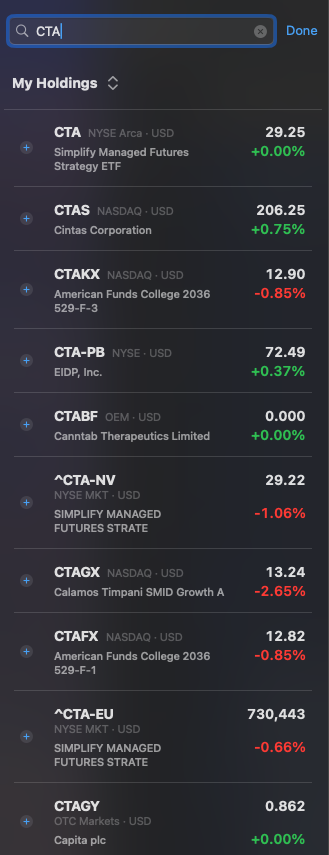 CTA
Done
My Holdings
CTA NYSE Arca · USD 29.25
Simplify Managed Futures +0.00%
Strategy ETF
CTAS NASDAQ · USD 206.25
Cintas Corporation +0.75%
CTAKX NASDAQ · USD 12.90
American Funds College 2036 -0.85%
529-F-3
CTA-PB NYSE · USD 72.49
EIDP, Inc. +0.37%
CTABF OEM · USD 0.000
Canntab Therapeutics Limited +0.00%
^CTA-NV 29.22
NYSE MKT · USD
SIMPLIFY MANAGED -1.06%
FUTURES STRATE
CTAGX NASDAQ · USD 13.24
Calamos Timpani SMID Growth A -2.65%
CTAFX NASDAQ · USD 12.82
American Funds College 2036 -0.85%
529-F-1
^CTA-EU 730,443
NYSE MKT · USD
SIMPLIFY MANAGED -0.66%
FUTURES STRATE
CTAGY 0.862
OTC Markets · USD
Capita plc +0.00%